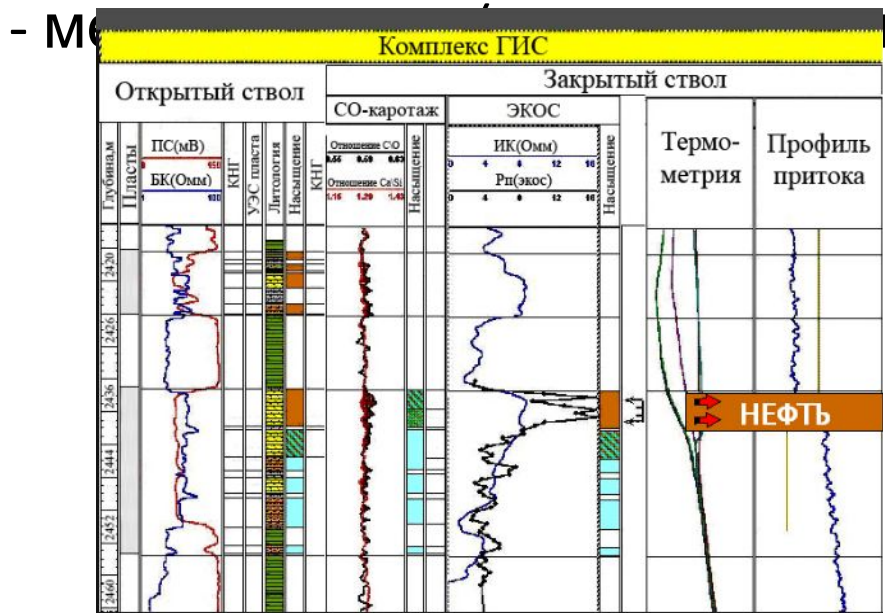 - ме
Комплекс ГИС
Открытый ствол
Закрытый ствол
СО-каротаж
ЭКОС
Глубина,м
Пласты
ПС(мВ)
0 150
БК(Омм)
1 100
КНГ
УЭС пласта
Литология
Насыщение
КНГ
Отношение С\О
0.55 0.59 0.63
Отношение Ca\Si
1.15 1.29 1.43
Насыщение
ИК(Омм)
0 4 8 12 16
Рп(экос)
0 4 8 12 16
Насыщение
Термо-
метрия
Профиль
притока
2420
2426
2436
2444
2452
2460
НЕФТЬ